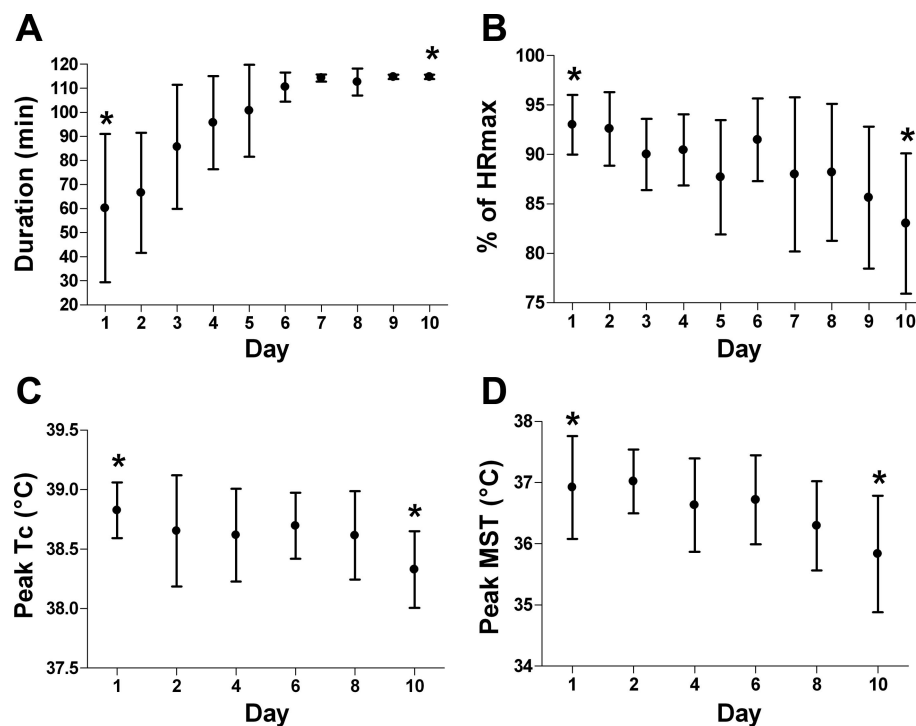 A
Duration (min)
120
110
100
90
80
70
60
50
40
30
20
*
*
1 2 3 4 5 6 7 8 9 10
Day
B
% of HRmax
100
95
90
85
80
75
*
*
1 2 3 4 5 6 7 8 9 10
Day
C
Peak Tc (°C)
39.5
39.0
38.5
38.0
37.5
*
*
1 2 4 6 8 10
Day
D
Peak MST (°C)
38
37
36
35
34
*
*
1 2 4 6 8 10
Day